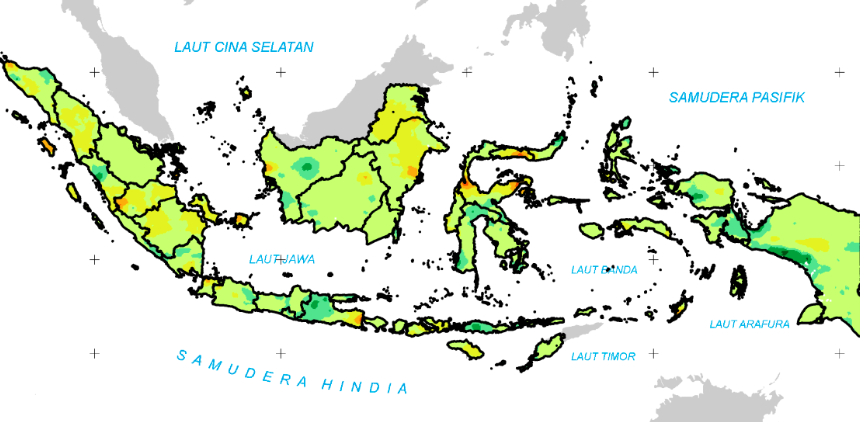 LAUT CINA SELATAN
SAMUDERA PASIFIK
LAUT JAWA
LAUT BANDA
LAUT ARAFURA
LAUT TIMOR
SAMUDERA HINDIA